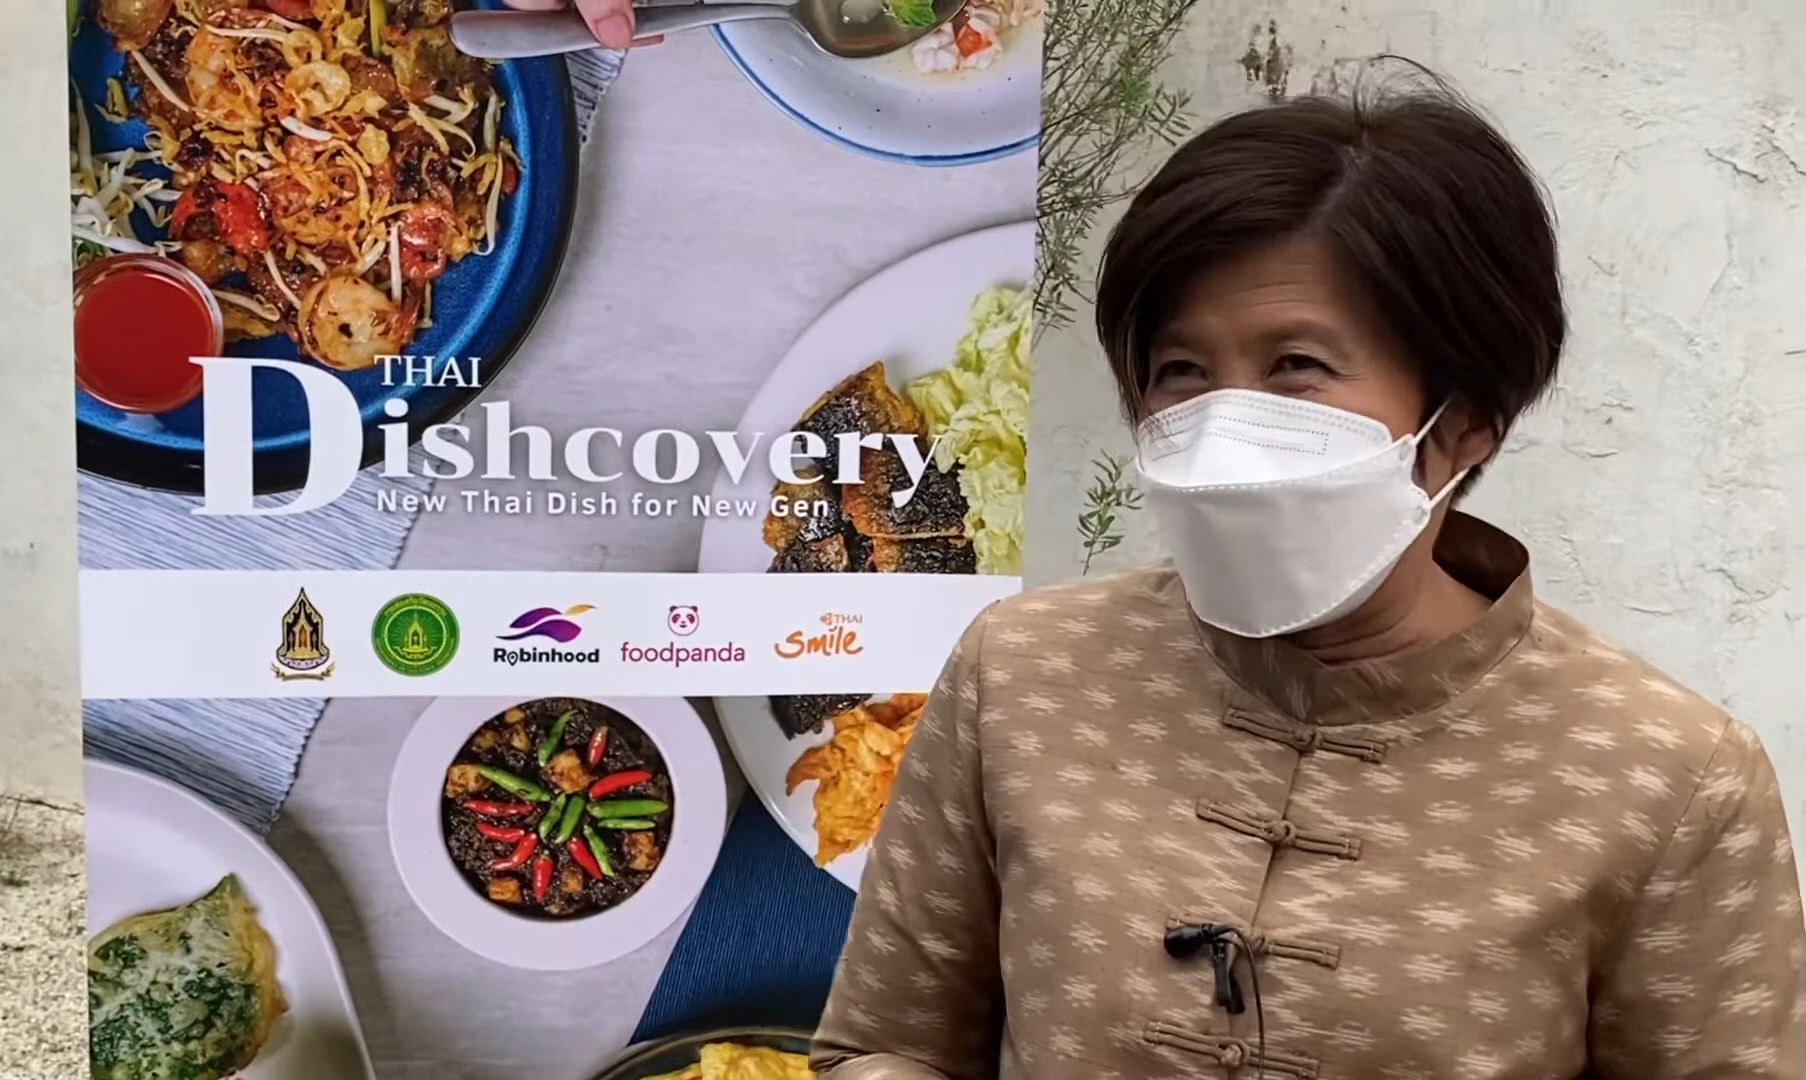 THAI
Dishcovery
New Thai Dish for New Gen
Robinhood
foodpanda
THAI
Smile